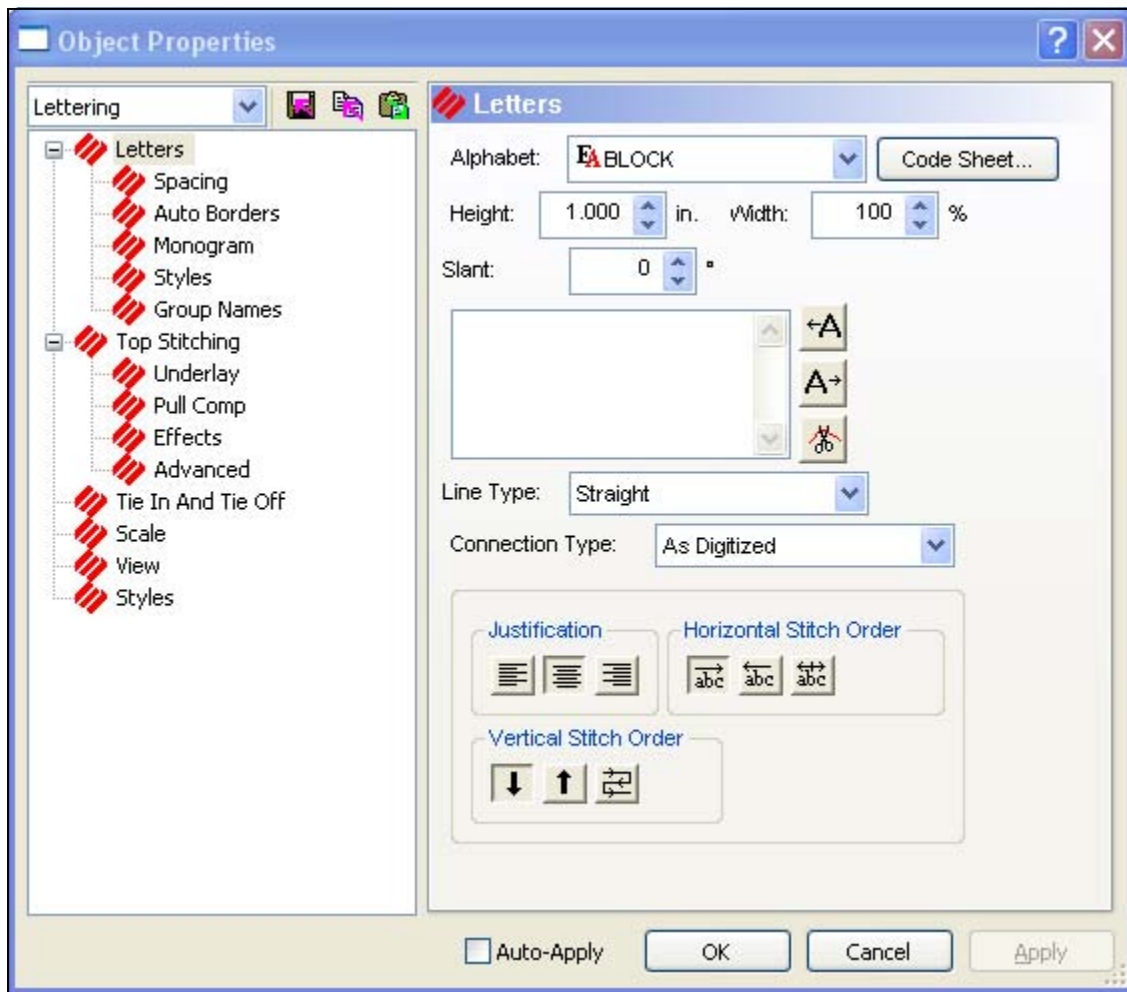 Object Properties
Lettering
Letters
Spacing
Auto Borders
Monogram
Styles
Group Names
Top Stitching
Underlay
Pull Comp
Effects
Advanced
Tie In And Tie Off
Scale
View
Styles
Letters
Alphabet: EA BLOCK Code Sheet...
Height: 1.000 in. Width: 100 %
Slant: 0 °
A
A
Line Type: Straight
Connection Type: As Digitized
Justification Horizontal Stitch Order
abc abc abc
Vertical Stitch Order
Auto-Apply OK Cancel Apply